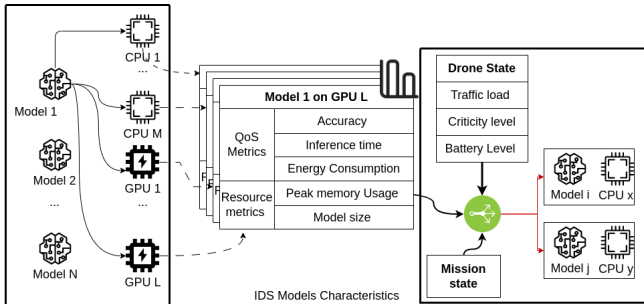 Model 1
Model 2
...
Model N
CPU 1
...
CPU M
GPU 1
...
GPU L
Model 1 on GPU L
QoS
Metrics
Accuracy
Inference time
Energy Consumption
Resource
metrics
Peak memory Usage
Model size
IDS Models Characteristics
Drone State
Traffic load
Criticity level
Battery Level
Mission
state
Model i
CPU x
Model j
CPU y